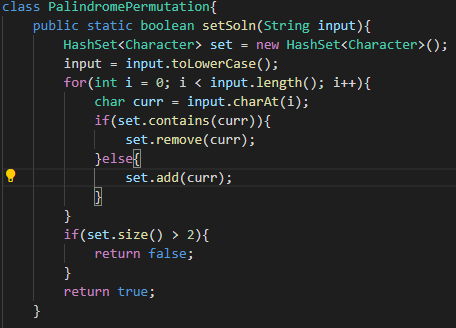 class PalindromePermutation{
    public static boolean setSoln(String input){
        HashSet<Character> set = new HashSet<Character>();
        input = input.toLowerCase();
        for(int i = 0; i < input.length(); i++){
            char curr = input.charAt(i);
            if(set.contains(curr)){
                set.remove(curr);
            }else{
                set.add(curr);
            }
        }
        if(set.size() > 2){
            return false;
        }
        return true;
    }